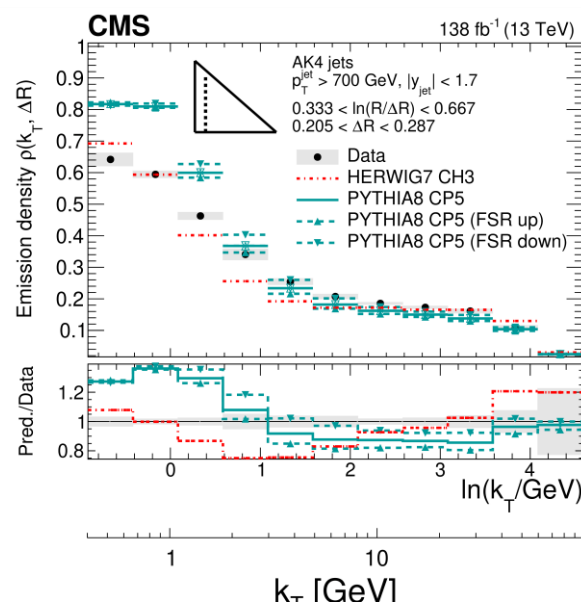 CMS 138 fb⁻¹ (13 TeV)
AK4 jets
p_T^jet > 700 GeV, |y_jet| < 1.7
0.333 < ln(R/ΔR) < 0.667
0.205 < ΔR < 0.287
Data
HERWIG7 CH3
PYTHIA8 CP5
PYTHIA8 CP5 (FSR up)
PYTHIA8 CP5 (FSR down)
Emission density ρ(k_T, ΔR)
1
0.9
0.8
0.7
0.6
0.5
0.4
0.3
0.2
0.1
Pred./Data
1.2
1
0.8
0 1 2 3 4
ln(k_T/GeV)
1 10
k_T [GeV]